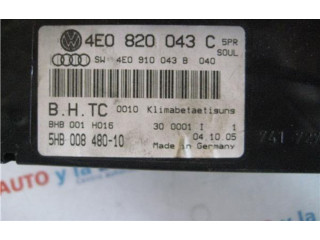 4E0 820 043 C 5PR
SOUL
SW 4E0 910 043 B 040
B.H.TC 0010 Klimabetaetisuns
BHB 001 H016 30 0001 I 1
5HB 008 480-10 04 10 05
Made in Germany
AUTO y la